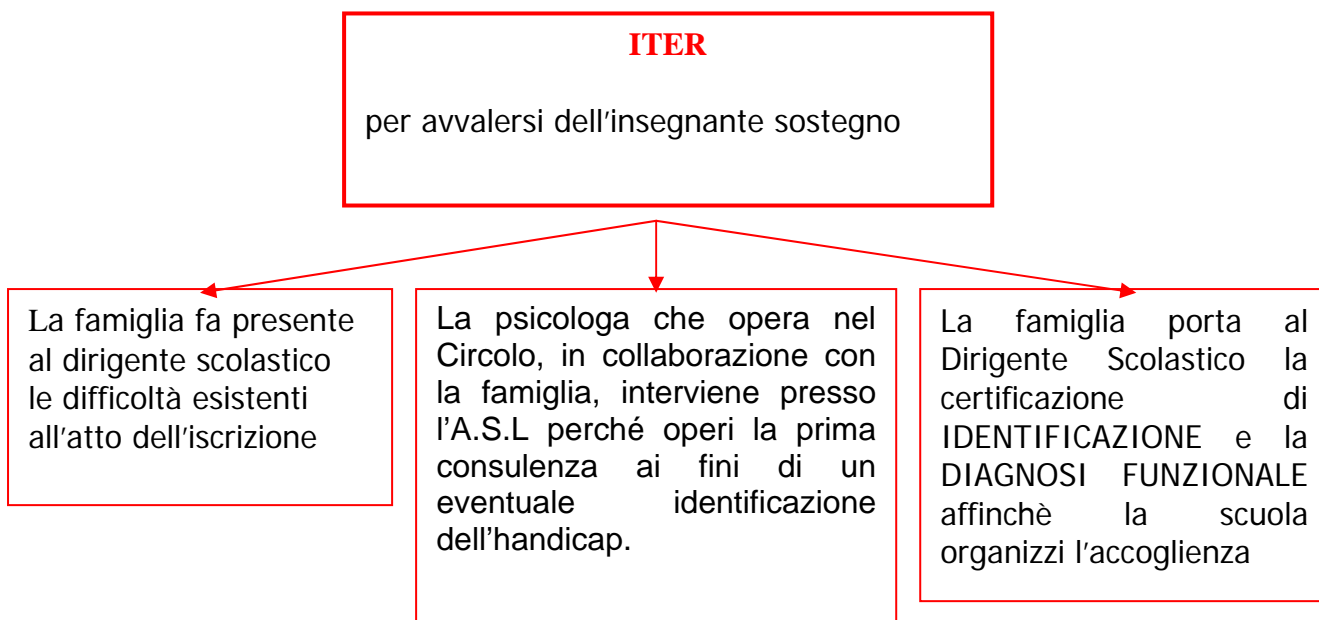 ITER
per avvalersi dell'insegnante sostegno
La famiglia fa presente
al dirigente scolastico
le difficoltà esistenti
all'atto dell'iscrizione
La psicologa che opera nel
Circolo, in collaborazione con
la famiglia, interviene presso
l'A.S.L perché operi la prima
consulenza ai fini di un
eventuale identificazione
dell'handicap.
La famiglia porta al
Dirigente Scolastico la
certificazione di
IDENTIFICAZIONE e la
DIAGNOSI FUNZIONALE
affinchè la scuola
organizzi l'accoglienza